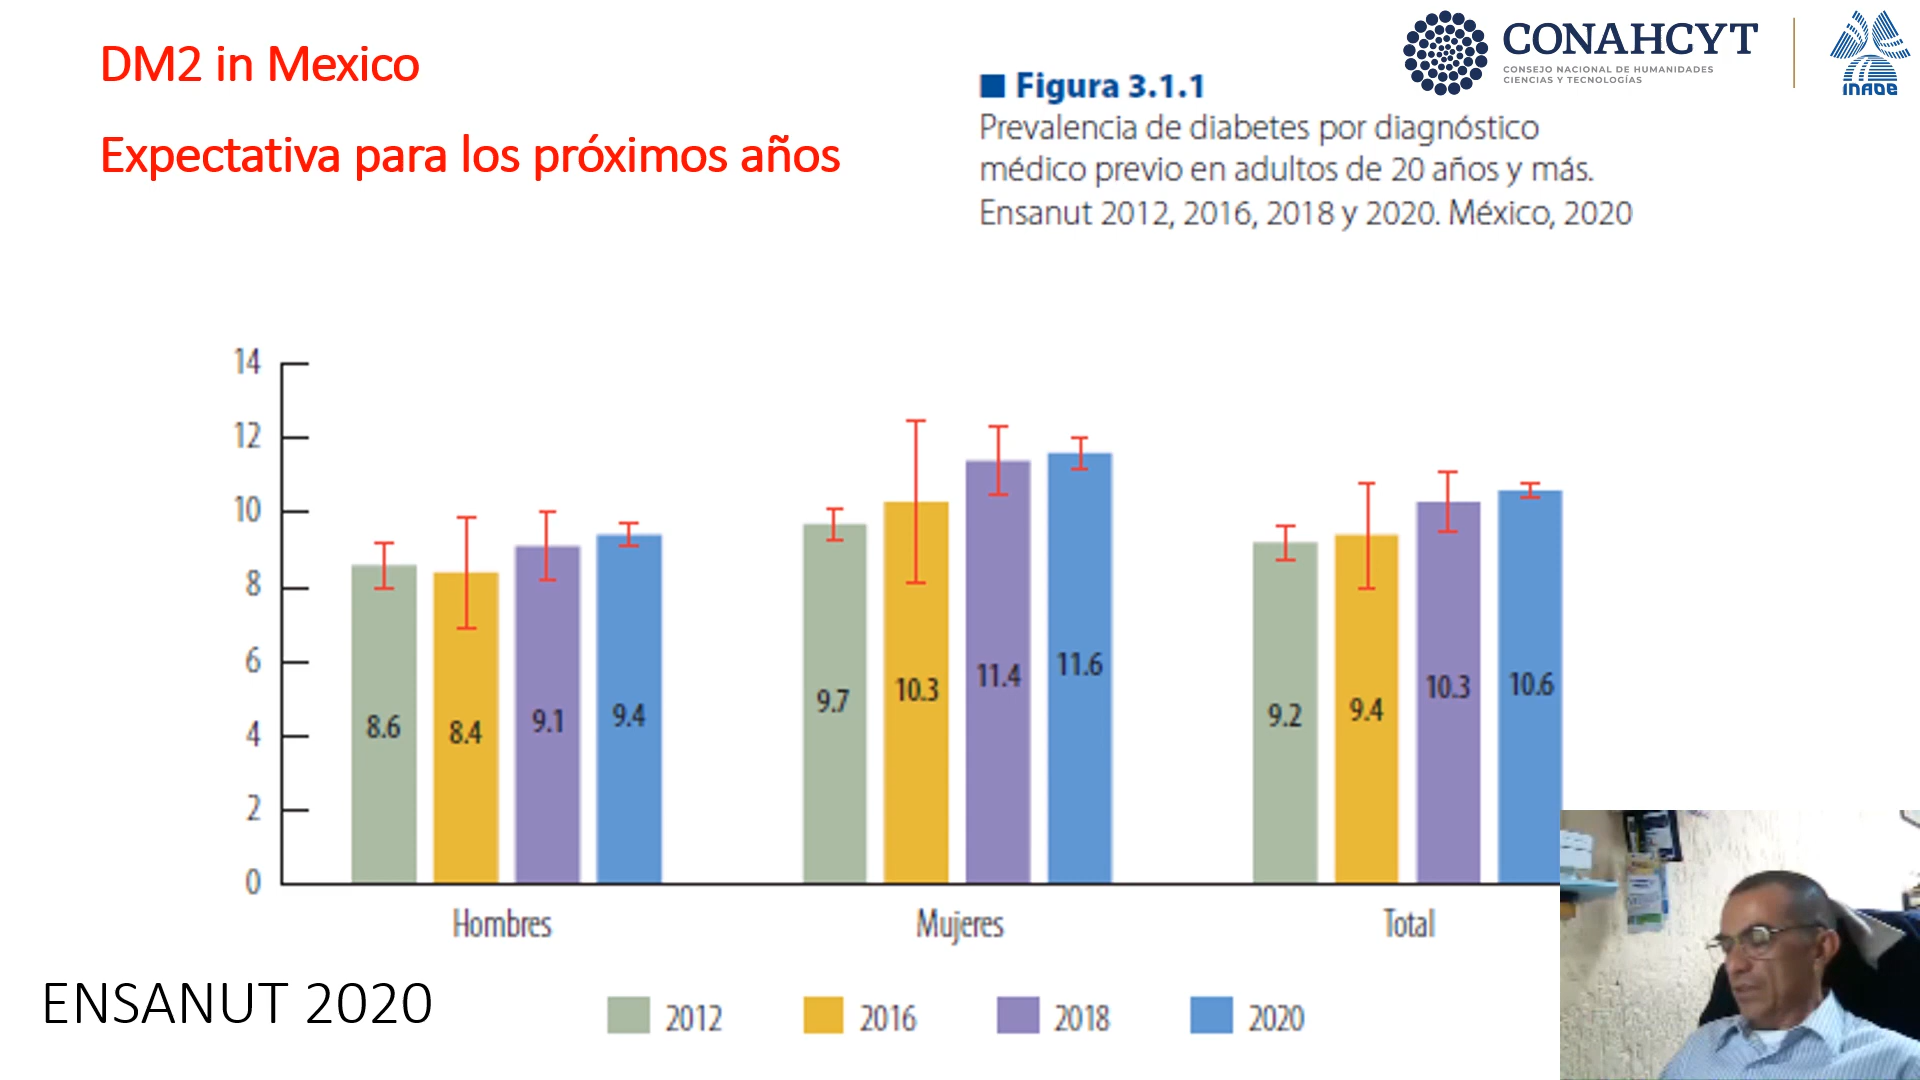 DM2 in Mexico
Expectativa para los próximos años
■ Figura 3.1.1
Prevalencia de diabetes por diagnóstico
médico previo en adultos de 20 años y más.
Ensanut 2012, 2016, 2018 y 2020. México, 2020
CONAHCYT
CONSEJO NACIONAL DE HUMANIDADES
CIENCIAS Y TECNOLOGÍAS
INAOE
14
12
10
8
6
4
2
0
8.6 8.4 9.1 9.4
9.7 10.3 11.4 11.6
9.2 9.4 10.3 10.6
Hombres Mujeres Total
2012 2016 2018 2020
ENSANUT 2020